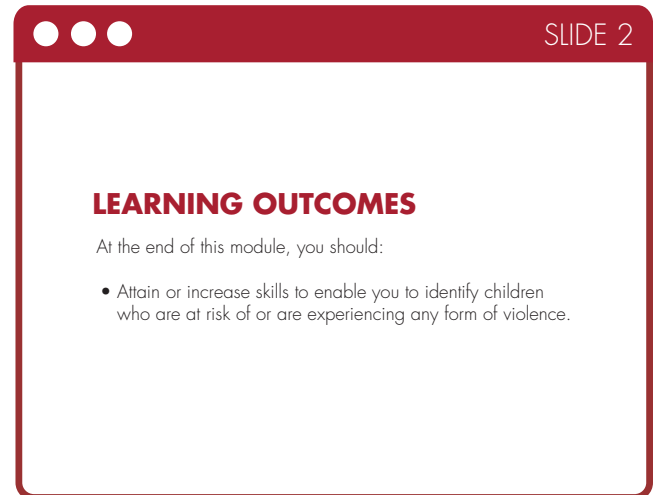 SLIDE 2
LEARNING OUTCOMES
At the end of this module, you should:
• Attain or increase skills to enable you to identify children
who are at risk of or are experiencing any form of violence.